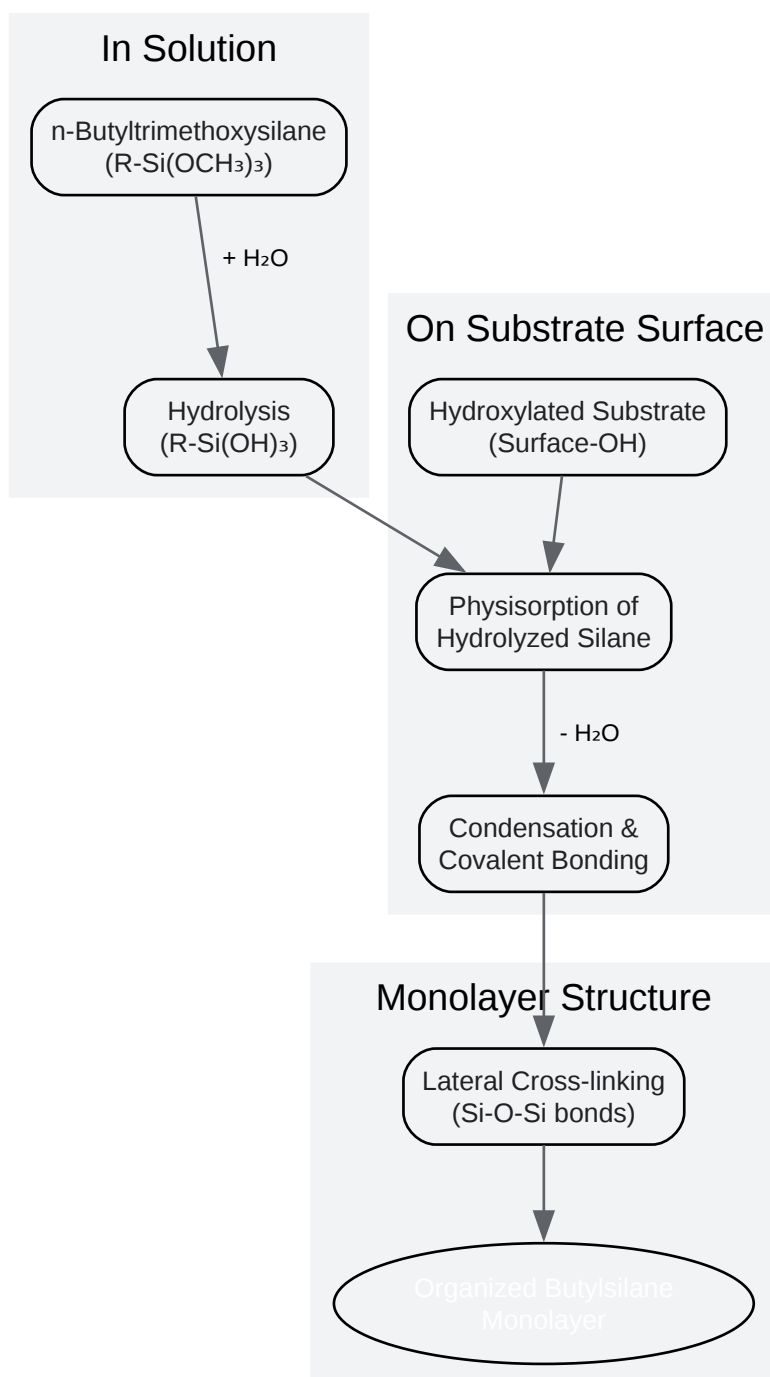 In Solution
n-Butyltrimethoxysilane
(R-Si(OCH₃)₃)
+ H₂O
Hydrolysis
(R-Si(OH)₃)
On Substrate Surface
Hydroxylated Substrate
(Surface-OH)
Physisorption of
Hydrolyzed Silane
- H₂O
Condensation &
Covalent Bonding
Monolayer Structure
Lateral Cross-linking
(Si-O-Si bonds)
Organized Butylsilane
Monolayer